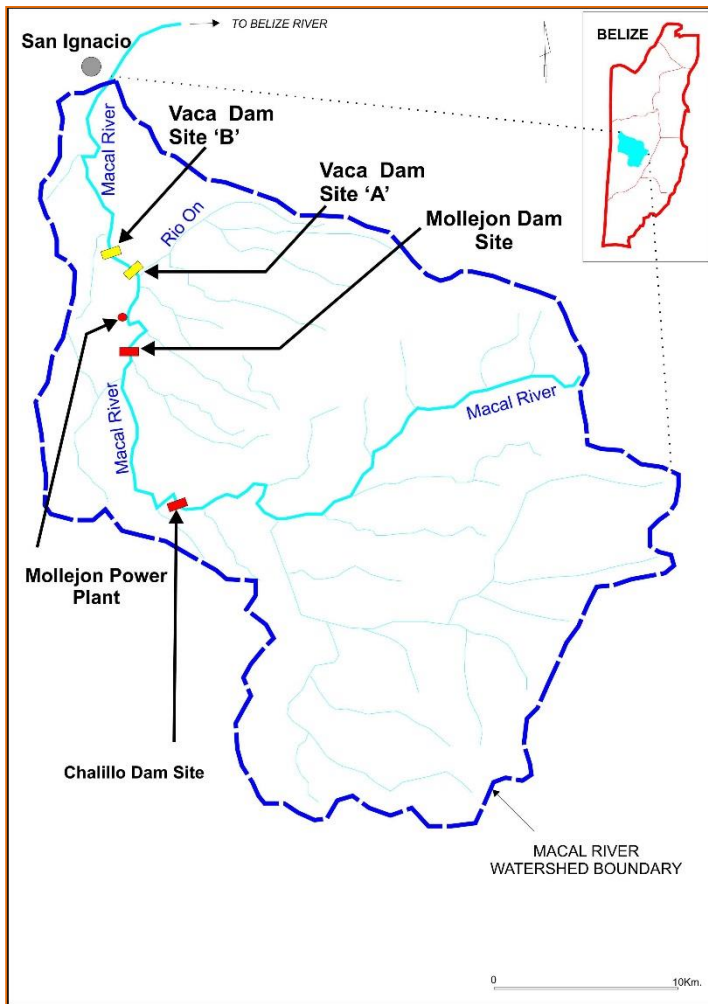 TO BELIZE RIVER
San Ignacio
BELIZE
Vaca Dam
Site ‘B’
Macal River
Vaca Dam
Site ‘A’
Rio On
Mollejon Dam
Site
Macal River
Macal River
Mollejon Power
Plant
Chalillo Dam Site
MACAL RIVER
WATERSHED BOUNDARY
0
10Km.